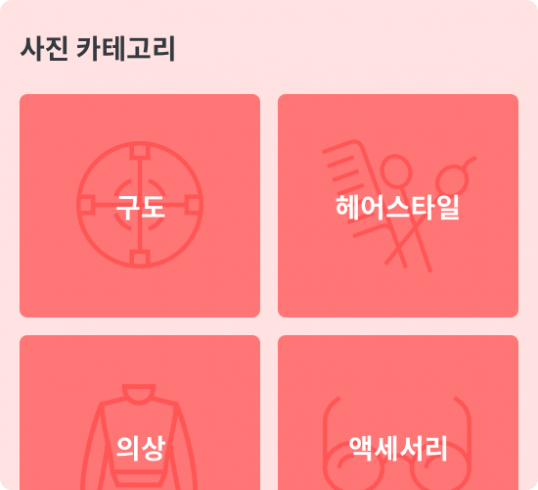 사진 카테고리
구도
헤어스타일
의상
액세서리